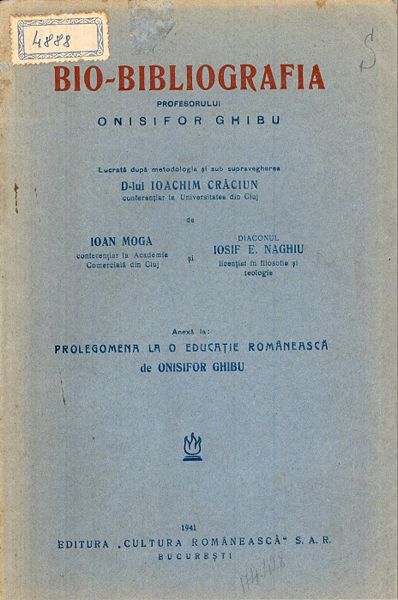 4888
BIO-BIBLIOGRAFIA
PROFESORULUI
ONISIFOR GHIBU
Lucrată după metodologia și sub supravegherea
D-lui IOACHIM CRĂCIUN
conferențiar la Universitatea din Cluj
de
IOAN MOGA
conferențiar la Academia
Comercială din Cluj
și
DIACONUL
IOSIF E. NAGHIU
licențiat în filosofie și
teologie
Anexă la:
PROLEGOMENA LA O EDUCAȚIE ROMÂNEASCĂ
de ONISIFOR GHIBU
1941
EDITURA „CULTURA ROMÂNEASCĂ“ S. A. R.
BUCUREȘTI